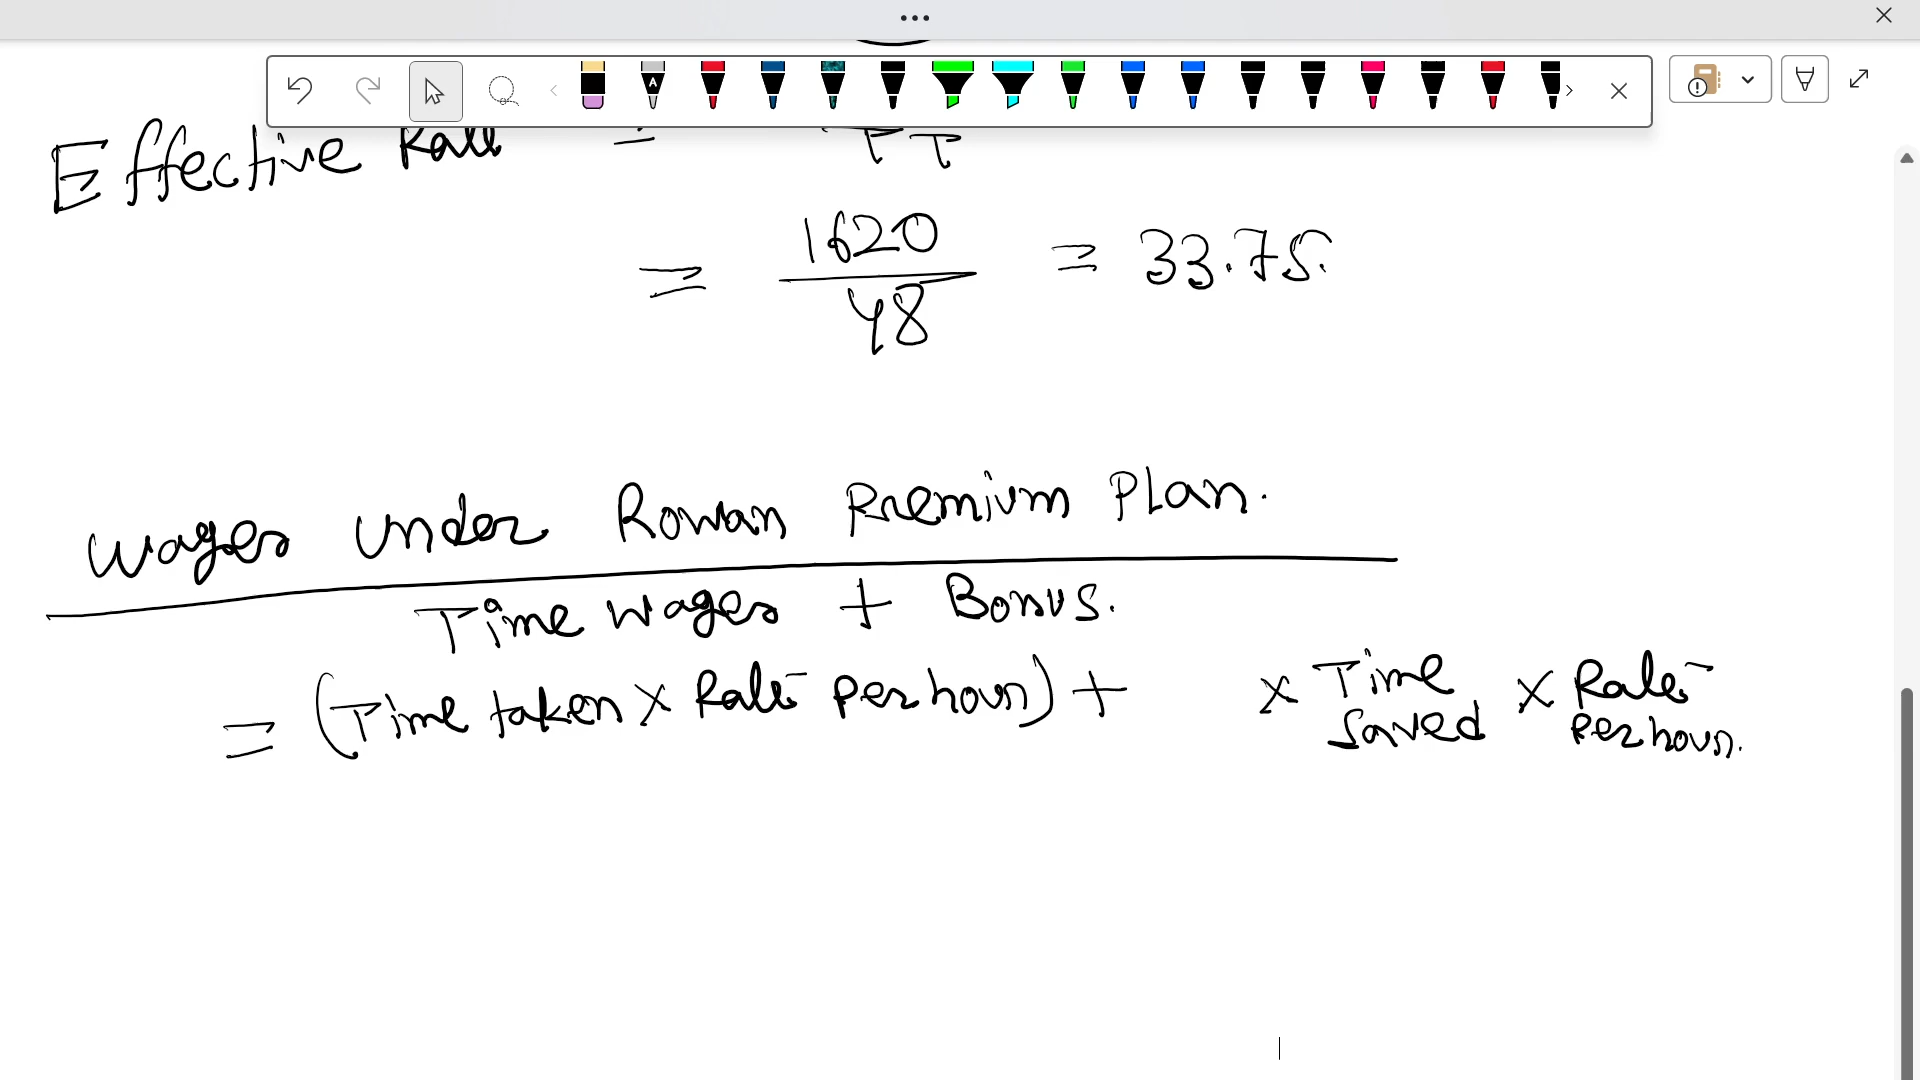 Effective Rate =
T T
= 1620 / 48 = 33.75.
Wages under Rowan Premium Plan.
Time wages + Bonus.
= (Time taken × Rate per hour) + × Time saved × Rate per hour.